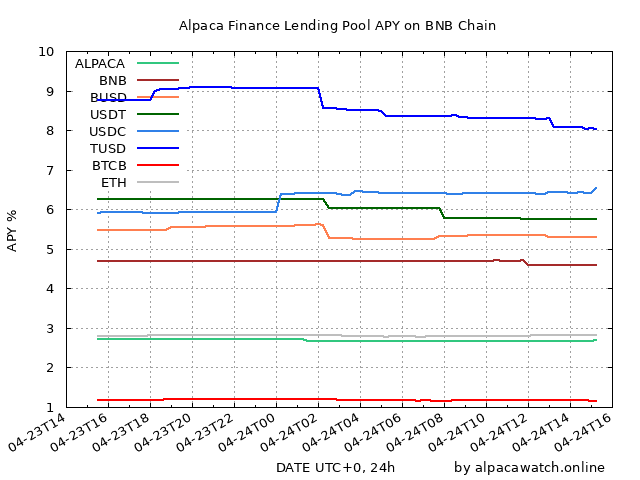 Alpaca Finance Lending Pool APY on BNB Chain
10
9
8
7
6
5
4
3
2
1
APY %
ALPACA
BNB
BUSD
USDT
USDC
TUSD
BTCB
ETH
04-23T14
04-23T16
04-23T18
04-23T20
04-23T22
04-24T00
04-24T02
04-24T04
04-24T06
04-24T08
04-24T10
04-24T12
04-24T14
04-24T16
DATE UTC+0, 24h
by alpacawatch.online